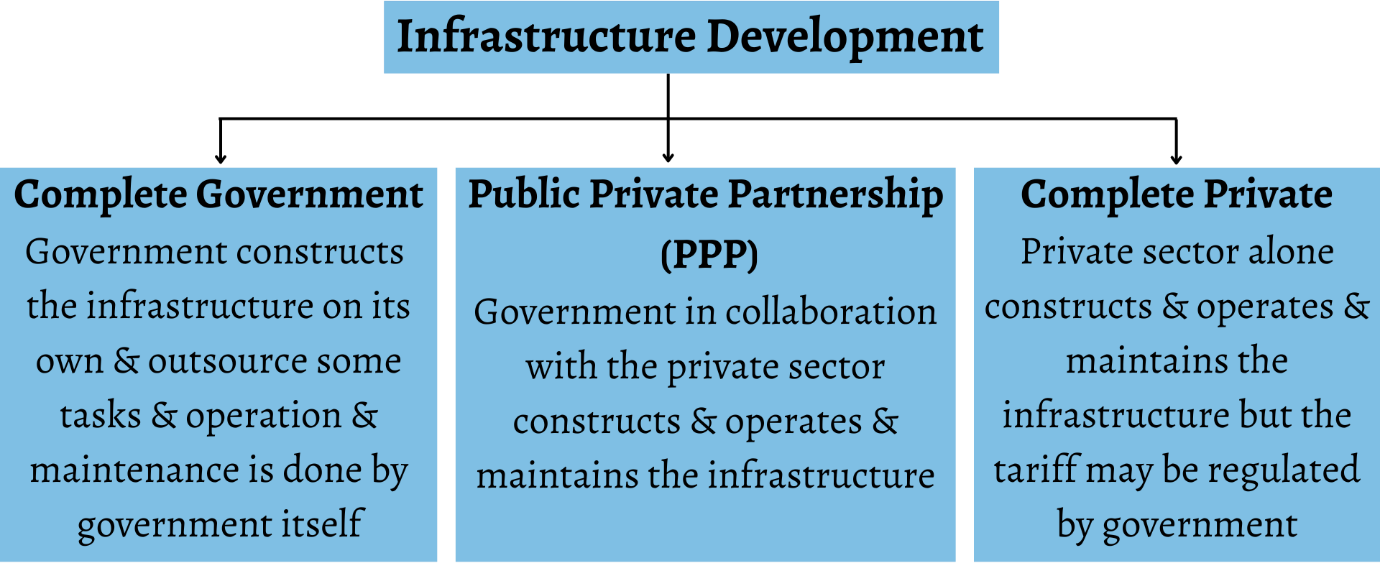 Infrastructure Development
Complete Government
Government constructs
the infrastructure on its
own & outsource some
tasks & operation &
maintenance is done by
government itself
Public Private Partnership
(PPP)
Government in collaboration
with the private sector
constructs & operates &
maintains the infrastructure
Complete Private
Private sector alone
constructs & operates &
maintains the
infrastructure but the
tariff may be regulated
by government